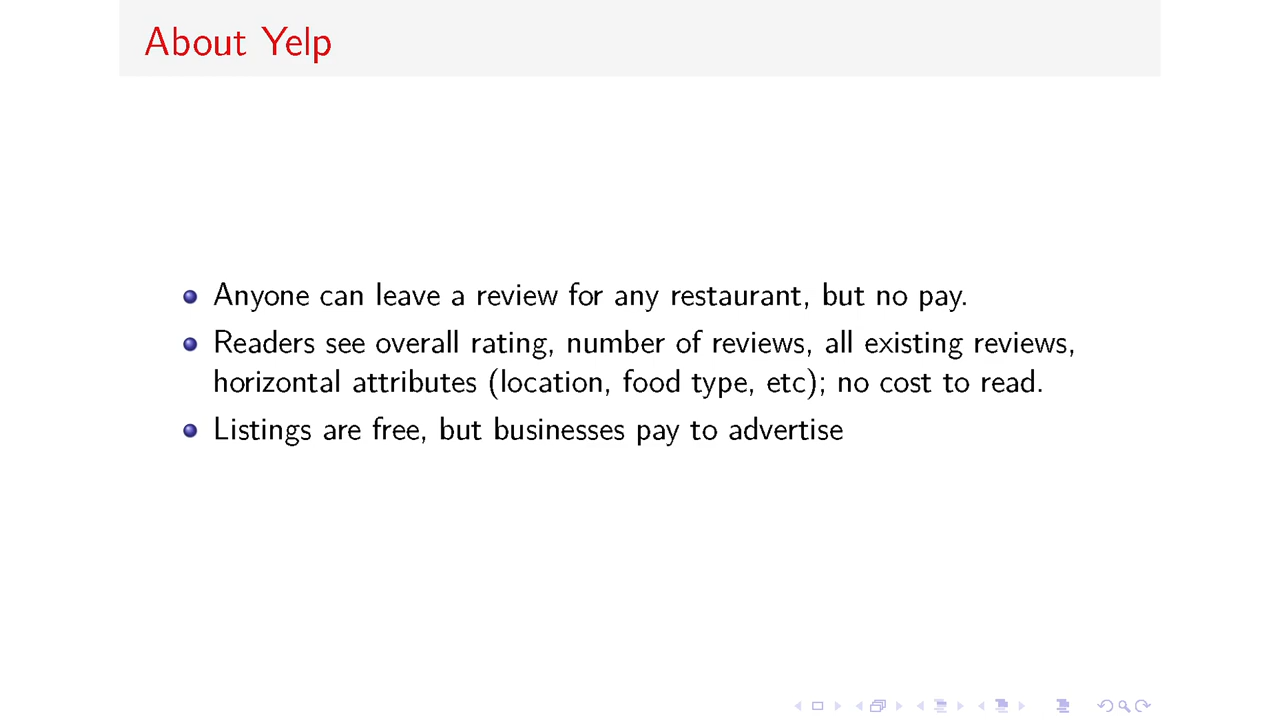 About Yelp
Anyone can leave a review for any restaurant, but no pay.
Readers see overall rating, number of reviews, all existing reviews,
horizontal attributes (location, food type, etc); no cost to read.
Listings are free, but businesses pay to advertise